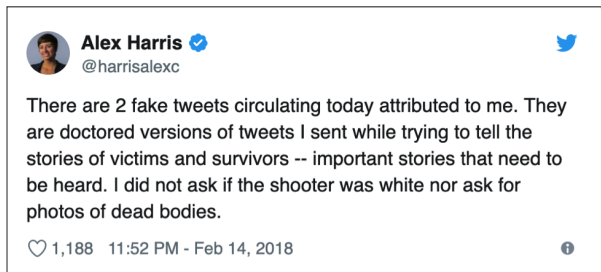 Alex Harris
@harrisalexc
There are 2 fake tweets circulating today attributed to me. They
are doctored versions of tweets I sent while trying to tell the
stories of victims and survivors -- important stories that need to
be heard. I did not ask if the shooter was white nor ask for
photos of dead bodies.
1,188 11:52 PM - Feb 14, 2018